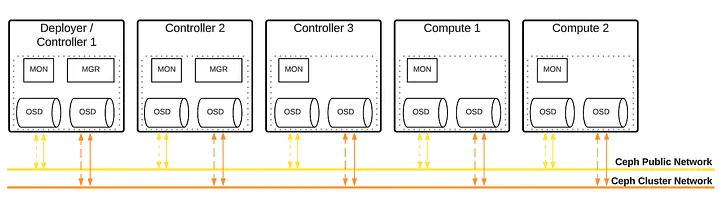 Deployer /
Controller 1
Controller 2
Controller 3
Compute 1
Compute 2
MON MGR
MON MGR
MON
MON
MON
OSD OSD
OSD OSD
OSD OSD
OSD OSD
OSD OSD
Ceph Public Network
Ceph Cluster Network